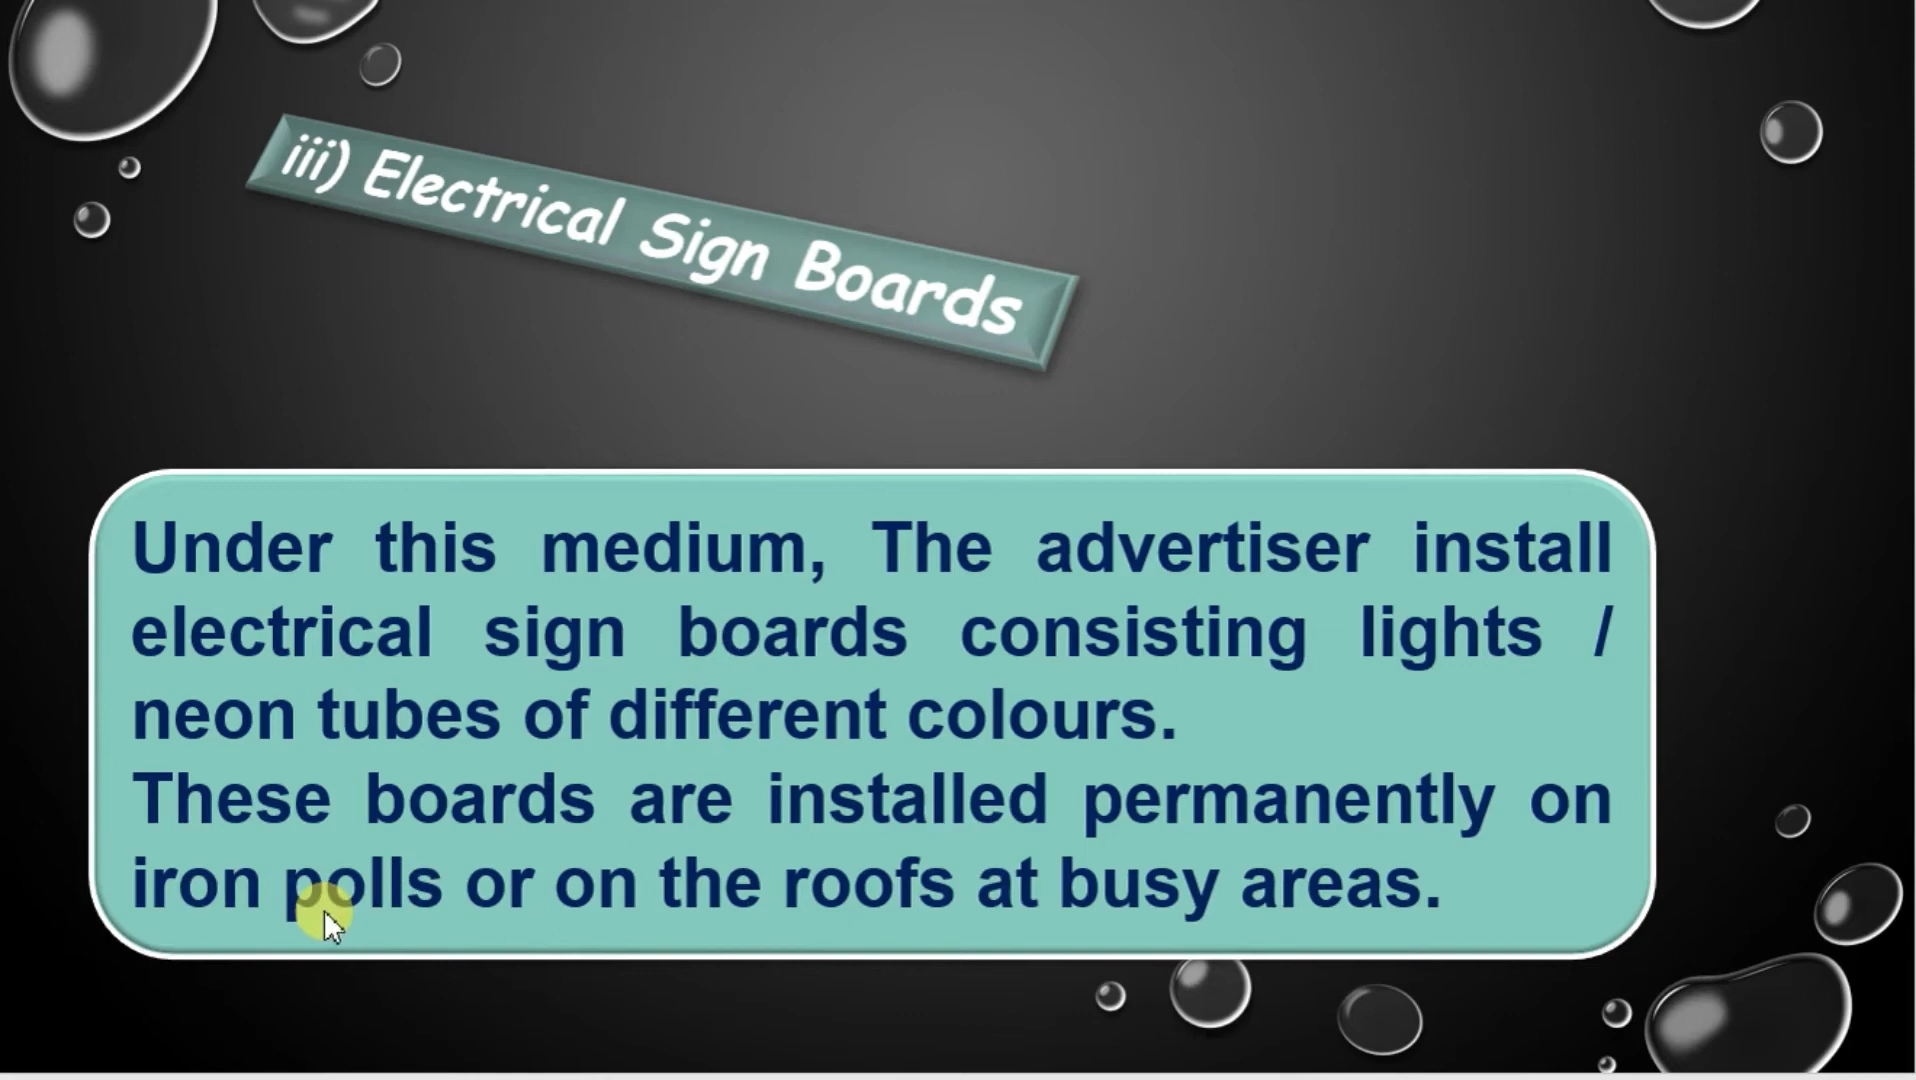 iii) Electrical Sign Boards
Under this medium, The advertiser install
electrical sign boards consisting lights /
neon tubes of different colours.
These boards are installed permanently on
iron polls or on the roofs at busy areas.